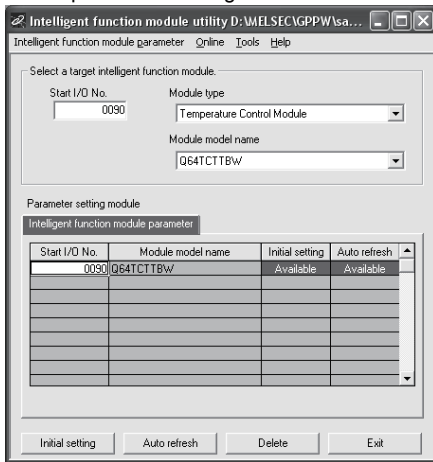 Intelligent function module utility D:\MELSEC\GPPW\sa...
Intelligent function module parameter Online Tools Help
Select a target intelligent function module.
Start I/O No. Module type
0090 Temperature Control Module
Module model name
Q64TCTTBW
Parameter setting module
Intelligent function module parameter
Start I/O No. Module model name Initial setting Auto refresh
0090 Q64TCTTBW Available Available
Initial setting Auto refresh Delete Exit